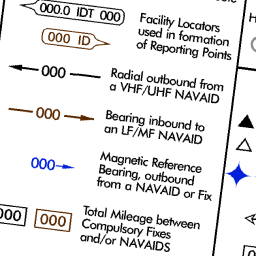 000.0 IDT 000
Facility Locators
used in formation
of Reporting Points
000 ID
000
Radial outbound from
a VHF/UHF NAVAID
000
Bearing inbound to
an LF/MF NAVAID
000
Magnetic Reference
Bearing, outbound
from a NAVAID or Fix
000
000
Total Mileage between
Compulsory Fixes
and/or NAVAIDS